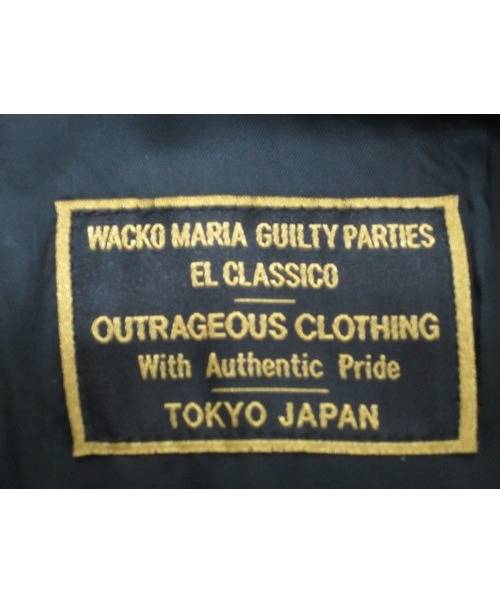 WACKO MARIA GUILTY PARTIES
EL CLASSICO
OUTRAGEOUS CLOTHING
With Authentic Pride
TOKYO JAPAN